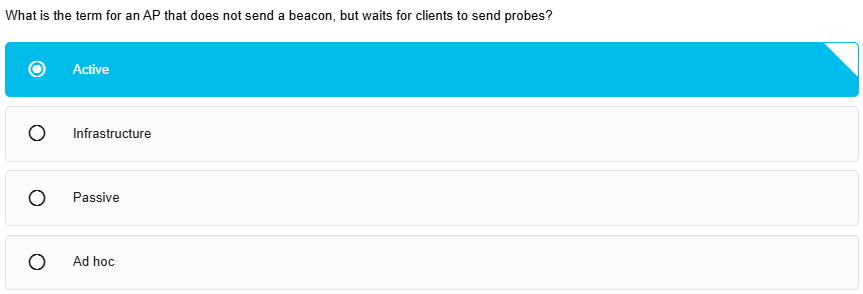 What is the term for an AP that does not send a beacon, but waits for clients to send probes?
Active
Infrastructure
Passive
Ad hoc